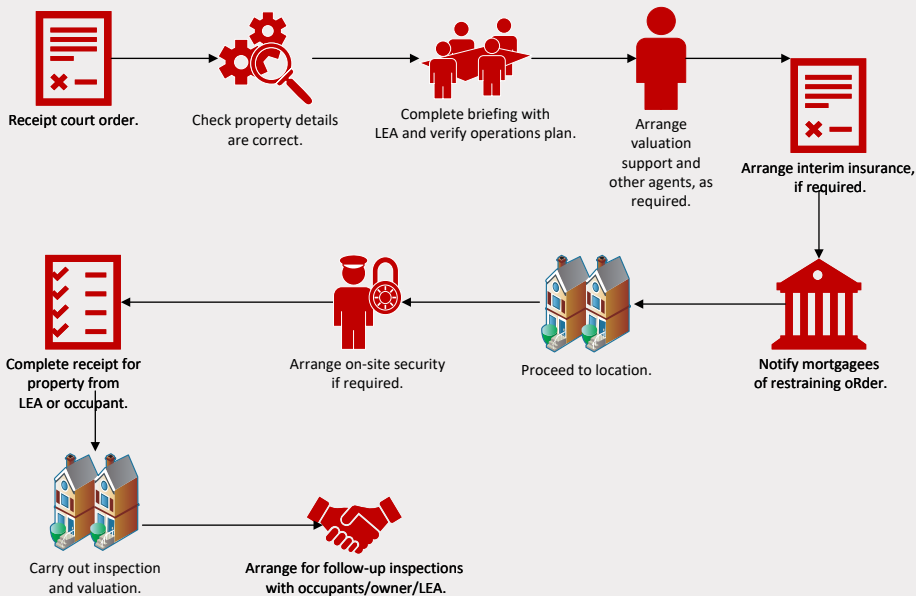 Receipt court order.
Check property details
are correct.
Complete briefing with
LEA and verify operations plan.
Arrange
valuation
support and
other agents, as
required.
Arrange interim insurance,
if required.
Notify mortgagees
of restraining oRder.
Proceed to location.
Arrange on-site security
if required.
Complete receipt for
property from
LEA or occupant.
Carry out inspection
and valuation.
Arrange for follow-up inspections
with occupants/owner/LEA.